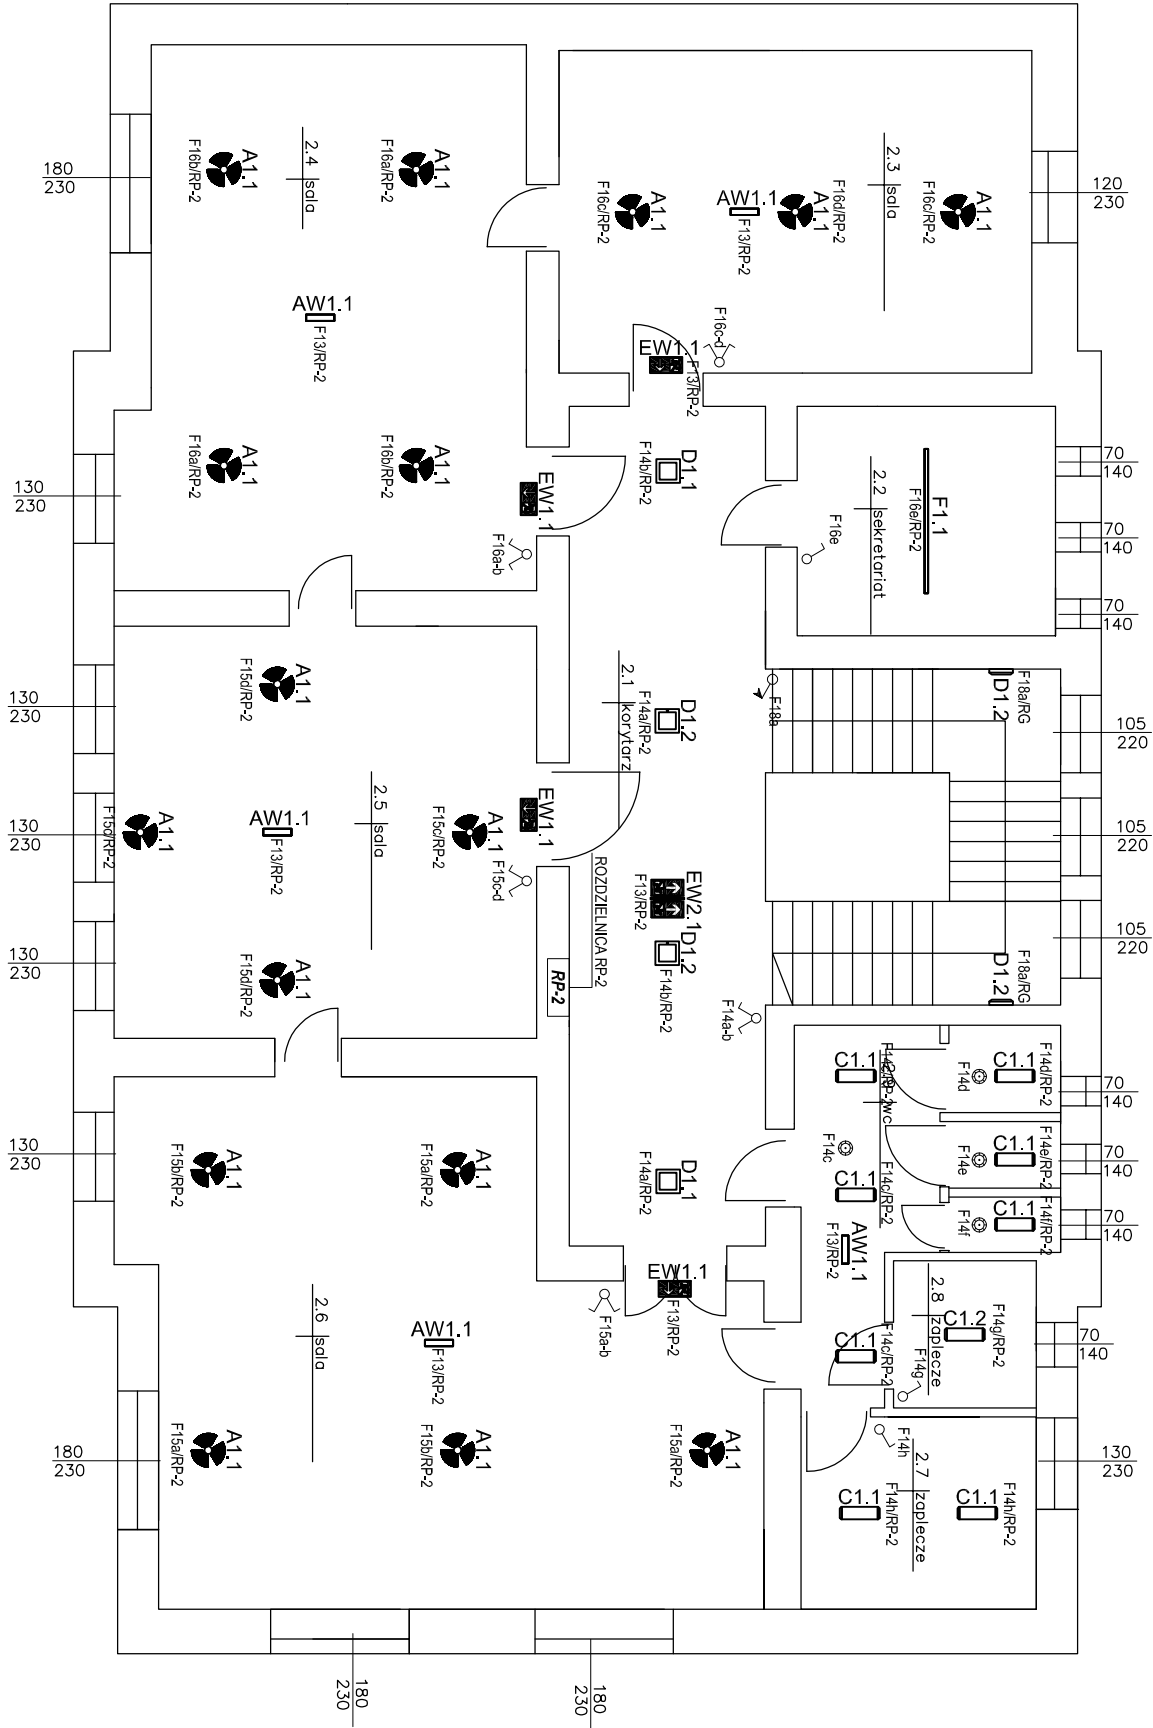 A1.1
F16b/RP-2
2.4
sala
A1.1
F16a/RP-2
180
230
A1.1
F16c/RP-2
AW1.1
F13/RP-2
A1.1
F16d/RP-2
2.3
sala
A1.1
F16c/RP-2
120
230
AW1.1
F13/RP-2
EW1.1
F13/RP-2
F16c-d
A1.1
F16a/RP-2
A1.1
F16b/RP-2
130
230
EW1.1
F16a-b
D1.1
F14b/RP-2
F16e
2.2
sekretariat
F1.1
F16e/RP-2
70
140
70
140
70
140
A1.1
F15d/RP-2
130
230
2.1
korytarz
F14a/RP-2
D1.2
F18a
D1.2
F18a/RG
105
220
A1.1
F15c/RP-2
130
230
AW1.1
F13/RP-2
2.5
sala
A1.1
F15c/RP-2
EW1.1
F15c-d
105
220
ROZDZIELNICA RP-2
RP-2
EW2.1
F13/RP-2
D1.2
F14b/RP-2
F14a-b
D1.2
F18a/RG
105
220
A1.1
F15d/RP-2
130
230
C1.1
F14c/RP-2
wc
F14d
C1.1
F14d/RP-2
70
140
F14c
C1.1
F14c/RP-2
F14e
C1.1
F14e/RP-2
70
140
F14f
C1.1
F14f/RP-2
70
140
A1.1
F15b/RP-2
130
230
A1.1
F15a/RP-2
D1.1
F14a/RP-2
AW1.1
F13/RP-2
EW1.1
F13/RP-2
F15a-b
2.6
sala
AW1.1
F13/RP-2
C1.1
F14c/RP-2
2.8
zaplecze
C1.2
F14g/RP-2
F14g
70
140
A1.1
F15a/RP-2
180
230
A1.1
F15b/RP-2
A1.1
F15a/RP-2
F14h
2.7
zaplecze
C1.1
F14h/RP-2
C1.1
F14h/RP-2
130
230
180
230
180
230